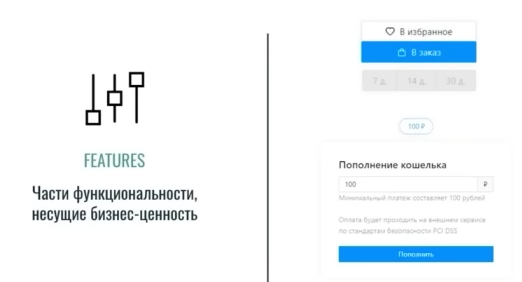 FEATURES
Части функциональности,
несущие бизнес-ценность
В избранное
В заказ
7
14
30
100 ₽
Пополнение кошелька
100 ₽
Минимальный платеж составляет 100 рублей
Оплата будет проходить на внешнем сервисе
по стандартам безопасности PCI DSS
Пополнить